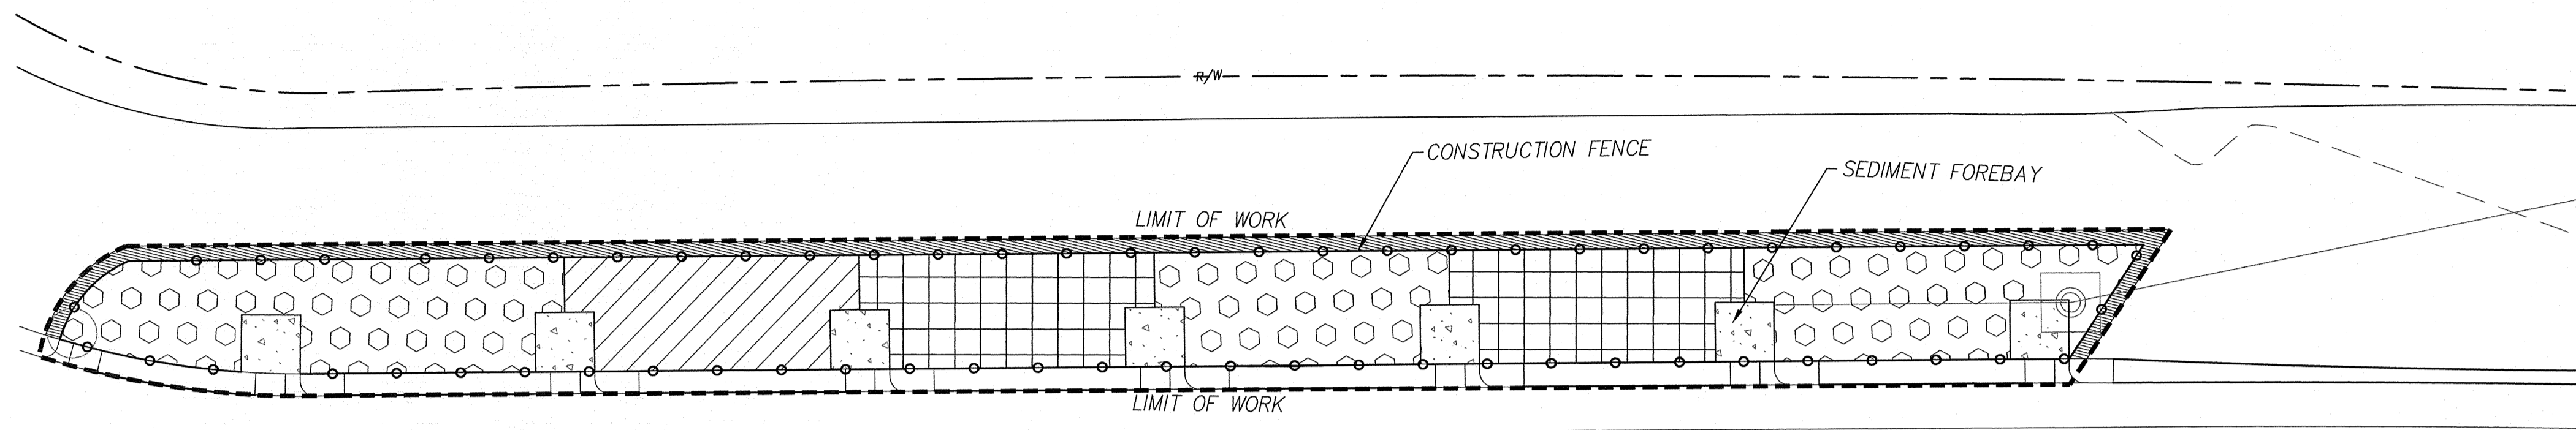 R/W
CONSTRUCTION FENCE
SEDIMENT FOREBAY
LIMIT OF WORK
LIMIT OF WORK